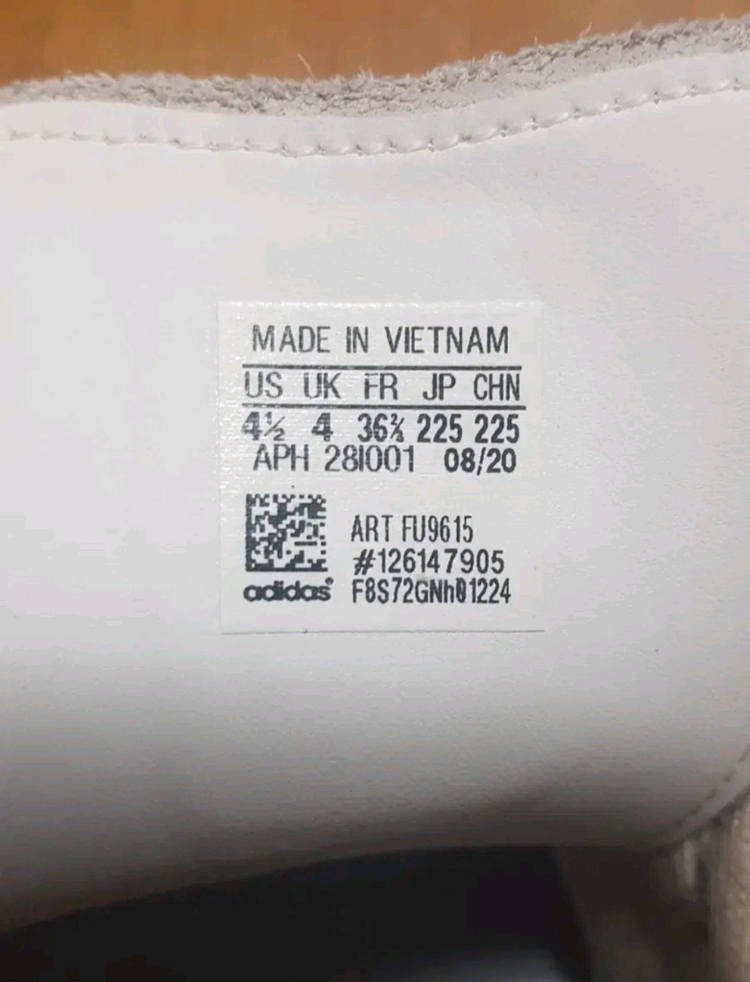 MADE IN VIETNAM
US UK FR JP CHN
4½ 4 36⅔ 225 225
APH 28I001 08/20
ART FU9615
#126147905
adidas® F8S72GNh01224